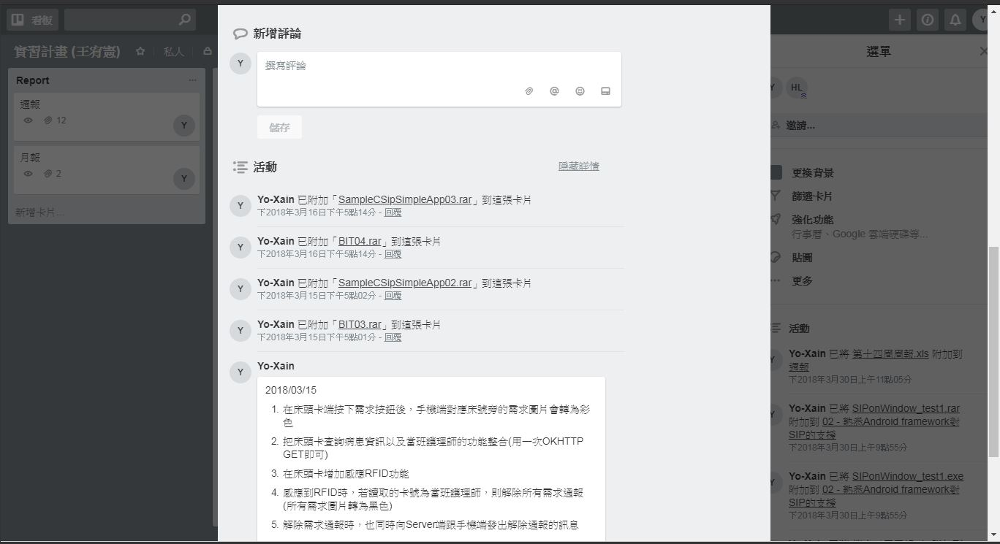 看板
Y
實習計畫 (王宥憲)
私人
Report
...
週報
12
Y
月報
2
Y
新增卡片...
新增評論
Y
撰寫評論
儲存
活動
隱藏詳情
Y
Yo-Xain 已附加「SampleCSipSimpleApp03.rar」到這張卡片
下2018年3月16日下午5點14分 - 回覆
Y
Yo-Xain 已附加「BIT04.rar」到這張卡片
下2018年3月16日下午5點14分 - 回覆
Y
Yo-Xain 已附加「SampleCSipSimpleApp02.rar」到這張卡片
下2018年3月15日下午5點02分 - 回覆
Y
Yo-Xain 已附加「BIT03.rar」到這張卡片
下2018年3月15日下午5點01分 - 回覆
Y
Yo-Xain
2018/03/15
1. 在床頭卡端按下需求按鈕後，手機端對應床號旁的需求圖片會轉為彩
色
2. 把床頭卡查詢病患資訊以及當班護理師的功能整合(用一次OKHTTP
GET即可)
3. 在床頭卡增加感應RFID功能
4. 感應到RFID時，若讀取的卡號為當班護理師，則解除所有需求通報
(所有需求圖片轉為黑色)
5. 解除需求通報時，也同時向Server端跟手機端發出解除通報的訊息
選單
Y
HL
邀請...
更換背景
篩選卡片
強化功能
行事曆、Google 雲端硬碟等...
貼圖
更多
活動
Y
Yo-Xain 已將 第十四周周報.xls 附加到
週報
下2018年3月30日上午11點05分
Y
Yo-Xain 已將 SIPonWindow_test1.rar
附加到 02 - 熟悉Android framework對
SIP的支援
下2018年3月30日上午9點55分
Y
Yo-Xain 已將 SIPonWindow_test1.exe
附加到 02 - 熟悉Android framework對
SIP的支援
下2018年3月30日上午9點55分